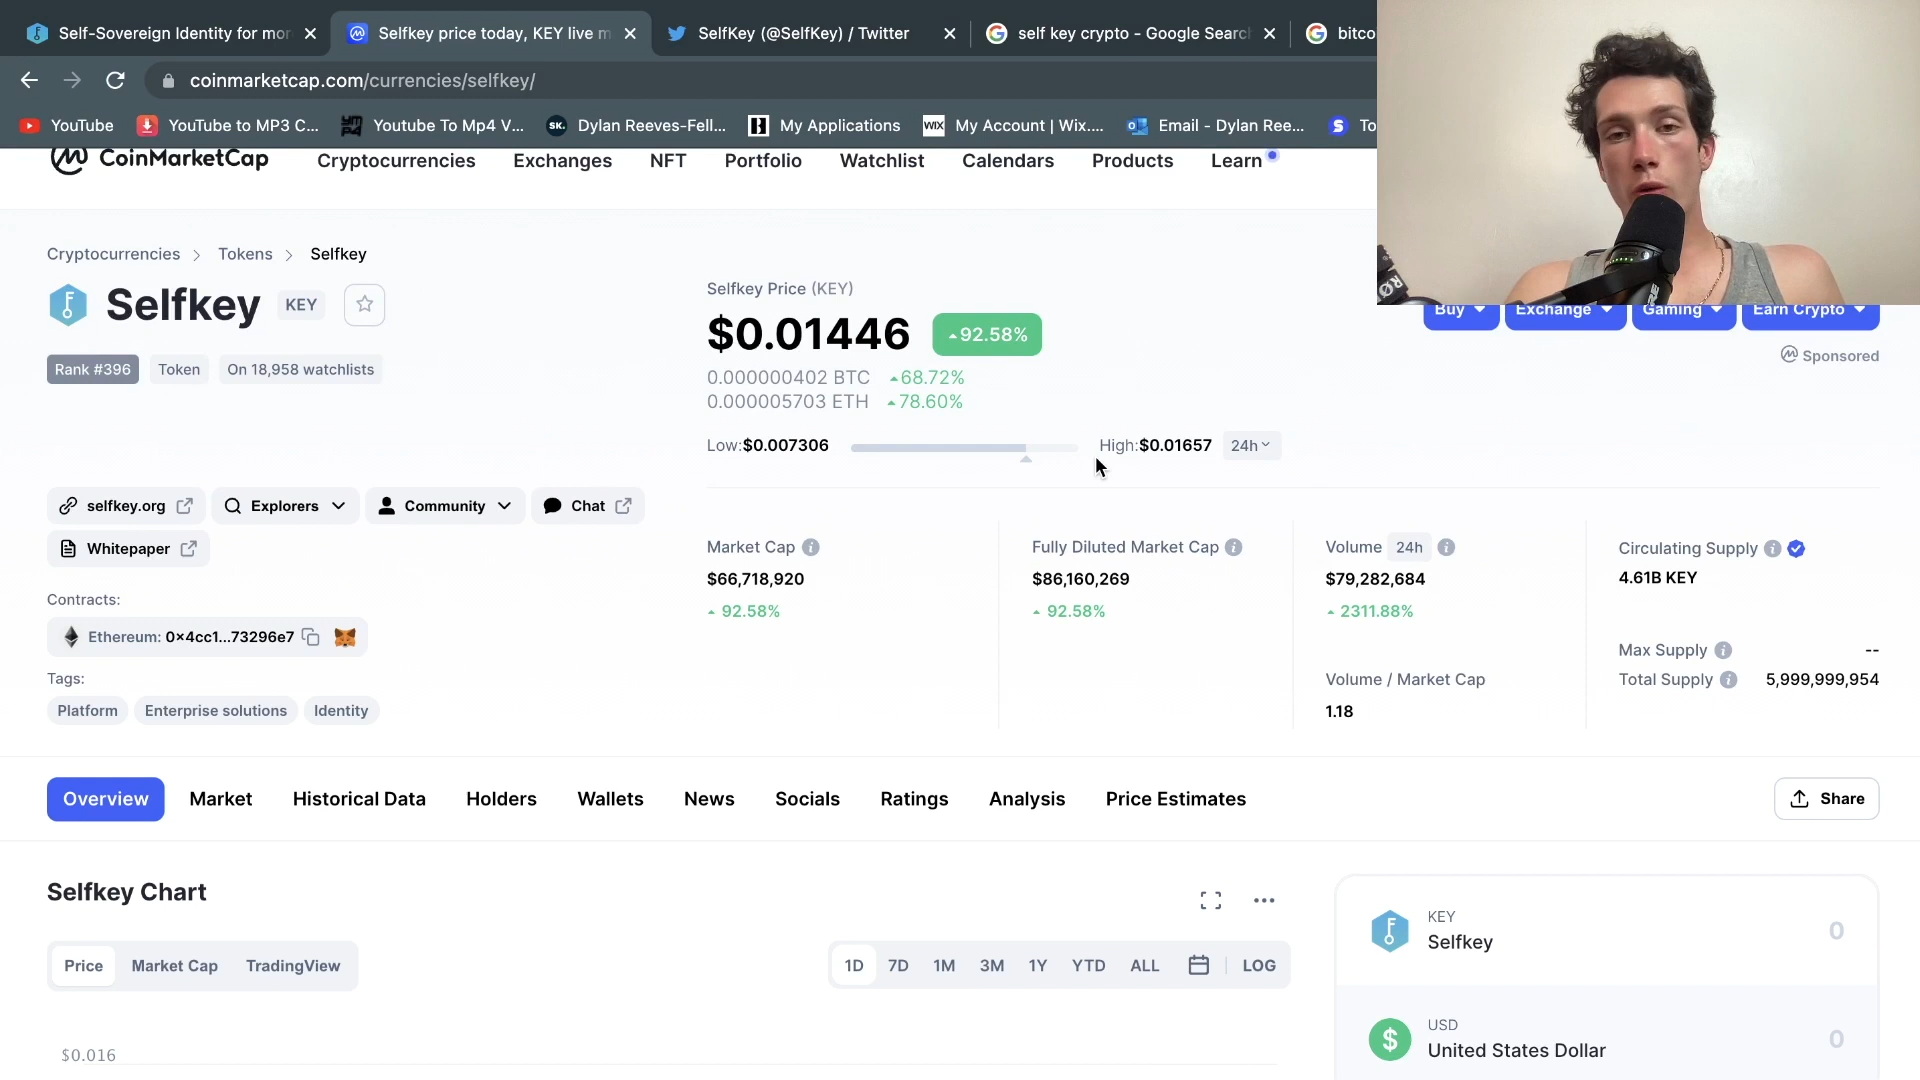 Self-Sovereign Identity for mor
Selfkey price today, KEY live m
SelfKey (@SelfKey) / Twitter
self key crypto - Google Search
bitco
coinmarketcap.com/currencies/selfkey/
YouTube
YouTube to MP3 C...
Youtube To Mp4 V...
SK.
Dylan Reeves-Fell...
My Applications
WIX
My Account | Wix....
Email - Dylan Ree...
To
CoinMarketCap
Cryptocurrencies
Exchanges
NFT
Portfolio
Watchlist
Calendars
Products
Learn
Cryptocurrencies > Tokens > Selfkey
Selfkey KEY
Rank #396
Token
On 18,958 watchlists
Selfkey Price (KEY)
$0.01446
92.58%
0.000000402 BTC 68.72%
0.000005703 ETH 78.60%
Low:$0.007306
High:$0.01657
24h
Buy
Exchange
Gaming
Earn Crypto
Sponsored
selfkey.org
Explorers
Community
Chat
Whitepaper
Contracts:
Ethereum: 0x4cc1...73296e7
Tags:
Platform
Enterprise solutions
Identity
Market Cap
$66,718,920
92.58%
Fully Diluted Market Cap
$86,160,269
92.58%
Volume 24h
$79,282,684
2311.88%
Volume / Market Cap
1.18
Circulating Supply
4.61B KEY
Max Supply --
Total Supply 5,999,999,954
Overview
Market
Historical Data
Holders
Wallets
News
Socials
Ratings
Analysis
Price Estimates
Share
Selfkey Chart
Price
Market Cap
TradingView
1D
7D
1M
3M
1Y
YTD
ALL
LOG
$0.016
KEY
Selfkey
0
USD
United States Dollar
0